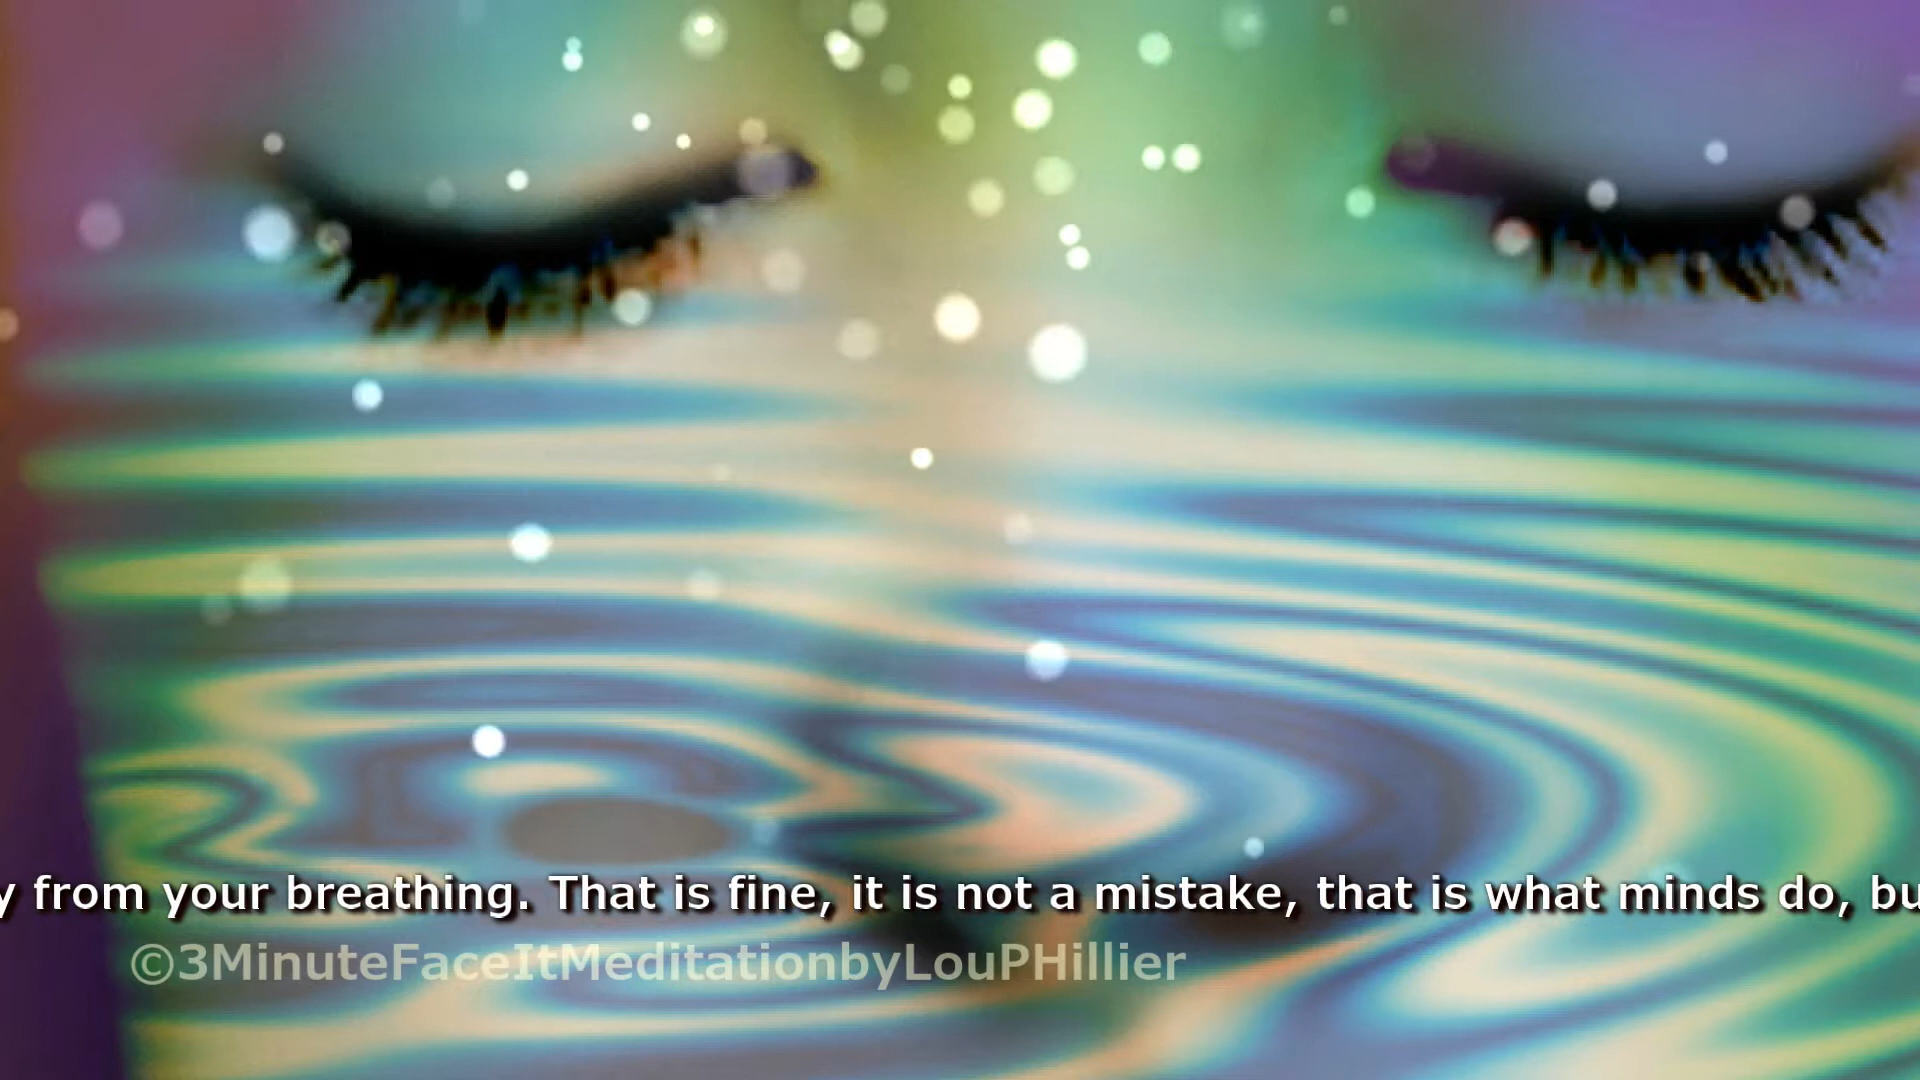 from your breathing. That is fine, it is not a mistake, that is what minds do,
©3MinuteFaceItMeditationbyLouPHillier